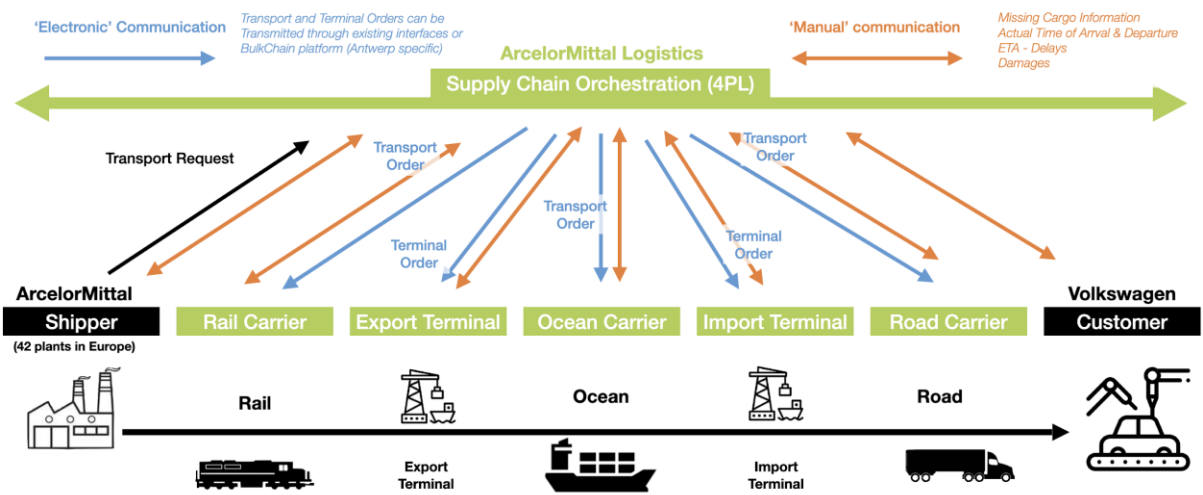 'Electronic' Communication
Transport and Terminal Orders can be
Transmitted through existing interfaces or
BulkChain platform (Antwerp specific)
'Manual' communication
Missing Cargo Information
Actual Time of Arrval & Departure
ETA - Delays
Damages
ArcelorMittal Logistics
Supply Chain Orchestration (4PL)
Transport Request
Transport
Order
Terminal
Order
Transport
Order
Terminal
Order
Transport
Order
ArcelorMittal
Shipper
(42 plants in Europe)
Rail Carrier
Export Terminal
Ocean Carrier
Import Terminal
Road Carrier
Volkswagen
Customer
Rail
Ocean
Road
Export
Terminal
Import
Terminal